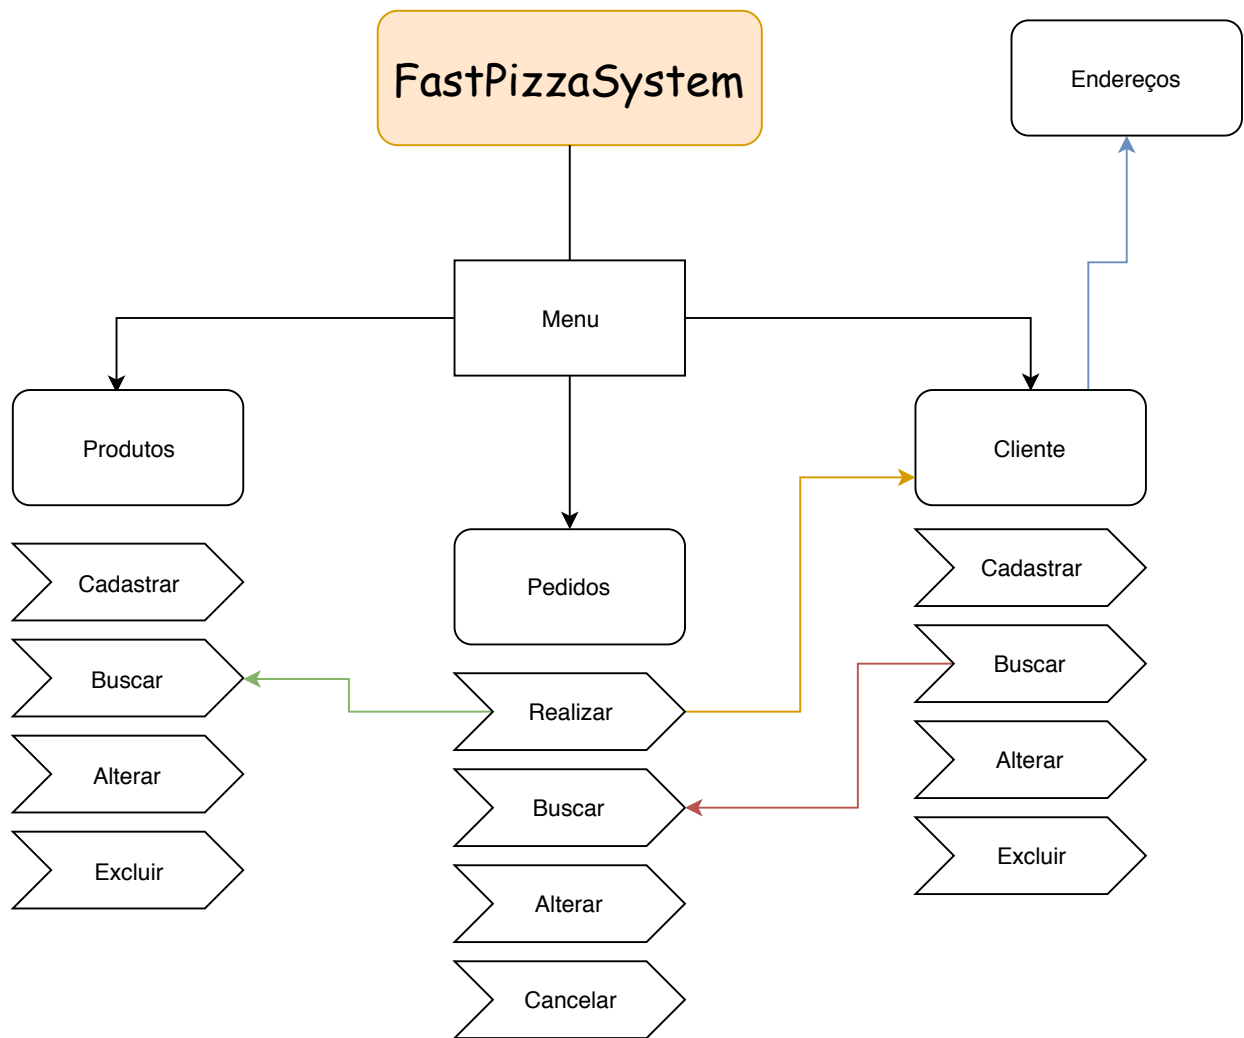 FastPizzaSystem
Endereços
Menu
Produtos
Cadastrar
Buscar
Alterar
Excluir
Pedidos
Realizar
Buscar
Alterar
Cancelar
Cliente
Cadastrar
Buscar
Alterar
Excluir